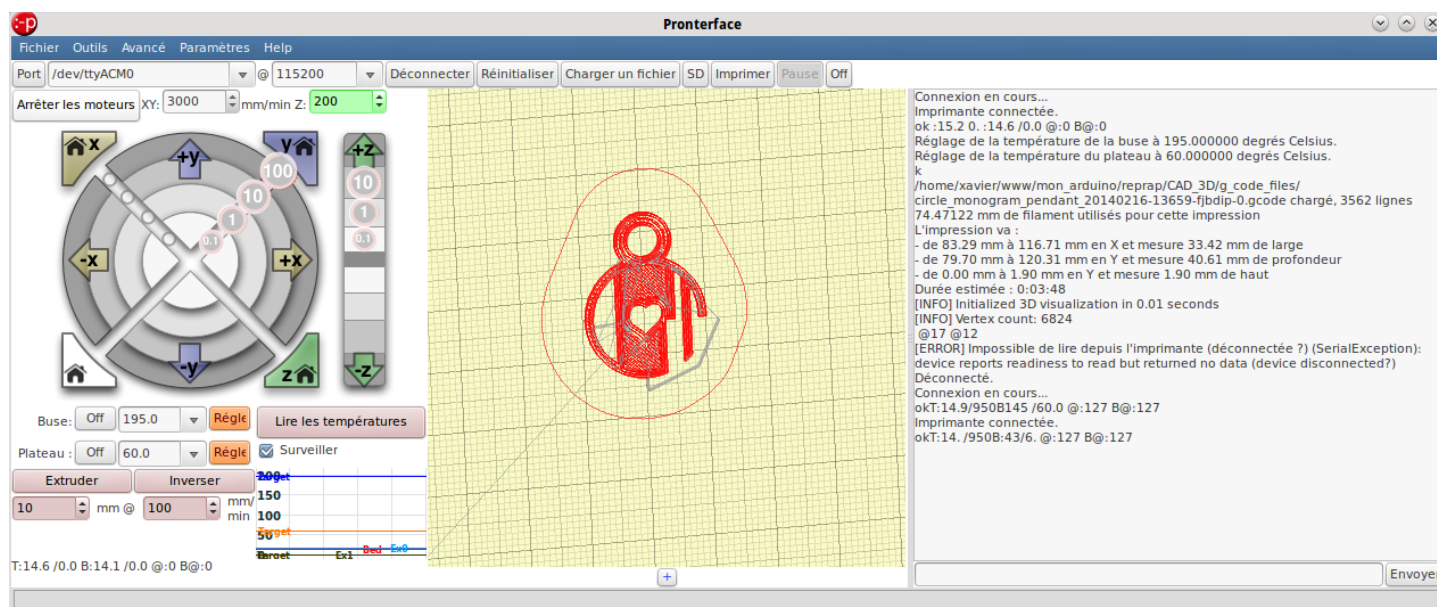 :-p
Pronterface
Fichier Outils Avancé Paramètres Help
Port /dev/ttyACM0 @ 115200 Déconnecter Réinitialiser Charger un fichier SD Imprimer Pause Off
Arrêter les moteurs XY: 3000 mm/min Z: 200
x +y y +z
100
10
1
0.1
10
1
0.1
-x +x
-y z -z
Buse: Off 195.0 Régle Lire les températures
Plateau : Off 60.0 Régle Surveiller
Extruder Inverser
10 mm @ 100 mm/
min
Target
150
100
50
Target
Target Ex1 Bed Ex0
T:14.6 /0.0 B:14.1 /0.0 @:0 B@:0
+
Connexion en cours...
Imprimante connectée.
ok :15.2 0. :14.6 /0.0 @:0 B@:0
Réglage de la température de la buse à 195.000000 degrés Celsius.
Réglage de la température du plateau à 60.000000 degrés Celsius.
k
/home/xavier/www/mon_arduino/reprap/CAD_3D/g_code_files/
circle_monogram_pendant_20140216-13659-fjbdip-0.gcode chargé, 3562 lignes
74.47122 mm de filament utilisés pour cette impression
L'impression va :
- de 83.29 mm à 116.71 mm en X et mesure 33.42 mm de large
- de 79.70 mm à 120.31 mm en Y et mesure 40.61 mm de profondeur
- de 0.00 mm à 1.90 mm en Y et mesure 1.90 mm de haut
Durée estimée : 0:03:48
[INFO] Initialized 3D visualization in 0.01 seconds
[INFO] Vertex count: 6824
@17 @12
[ERROR] Impossible de lire depuis l'imprimante (déconnectée ?) (SerialException):
device reports readiness to read but returned no data (device disconnected?)
Déconnecté.
Connexion en cours...
okT:14.9/950B145 /60.0 @:127 B@:127
Imprimante connectée.
okT:14. /950B:43/6. @:127 B@:127
Envoyer